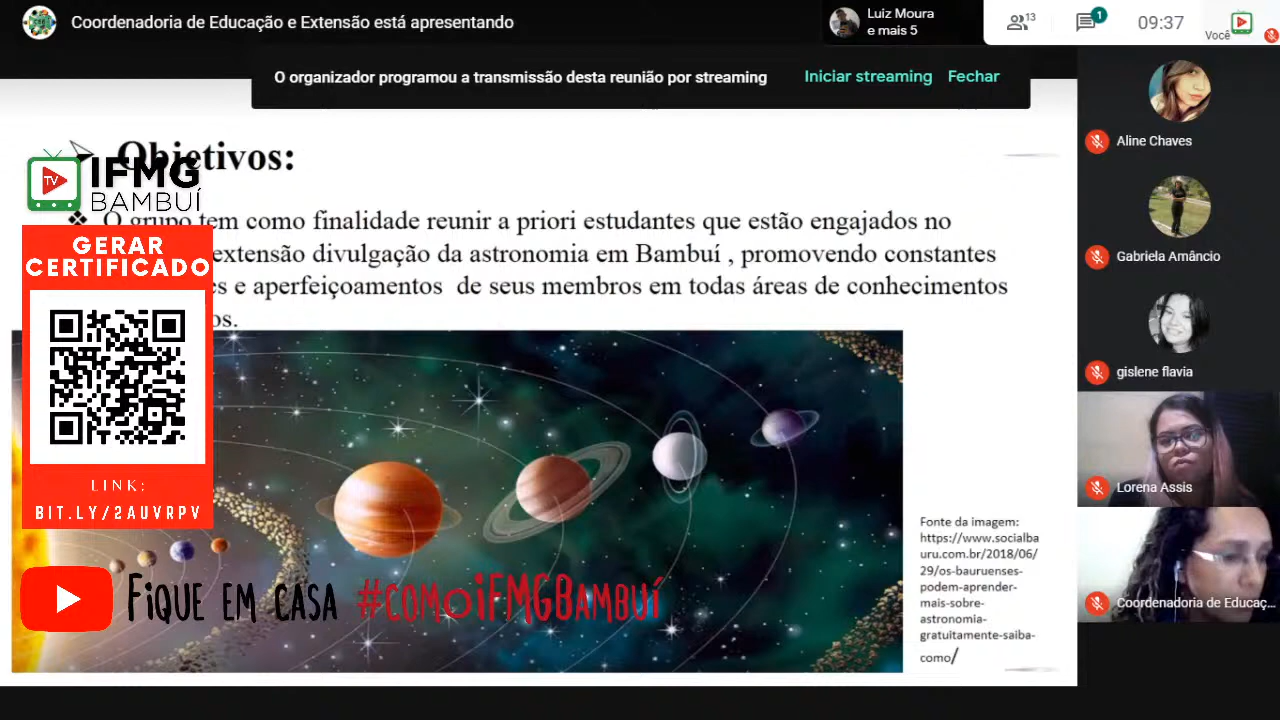 Coordenadoria de Educação e Extensão está apresentando
Luiz Moura
e mais 5
13
1
09:37
Você
O organizador programou a transmissão desta reunião por streaming
Iniciar streaming
Fechar
Objetivos:
TV
IFMG
BAMBUÍ
O grupo tem como finalidade reunir a priori estudantes que estão engajados no
extensão divulgação da astronomia em Bambuí , promovendo constantes
e aperfeiçoamentos de seus membros em todas áreas de conhecimentos
GERAR
CERTIFICADO
LINK:
BIT.LY/2AUVRPV
Fique em casa #comoiFMGBambuí
Fonte da imagem:
https://www.socialba
uru.com.br/2018/06/
29/os-bauruenses-
podem-aprender-
mais-sobre-
astronomia-
gratuitamente-saiba-
como/
Aline Chaves
Gabriela Amâncio
gislene flavia
Lorena Assis
Coordenadoria de Educaç...